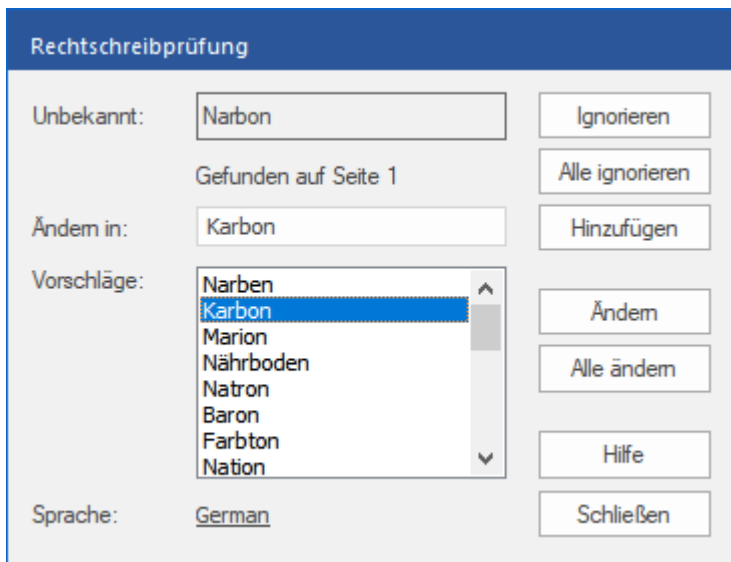 Rechtschreibprüfung
Unbekannt: Narbon Ignorieren
Gefunden auf Seite 1 Alle ignorieren
Ändern in: Karbon Hinzufügen
Vorschläge: Narben
Karbon Ändern
Marion
Nährboden Alle ändern
Natron
Baron
Farbton Hilfe
Nation
Sprache: German Schließen